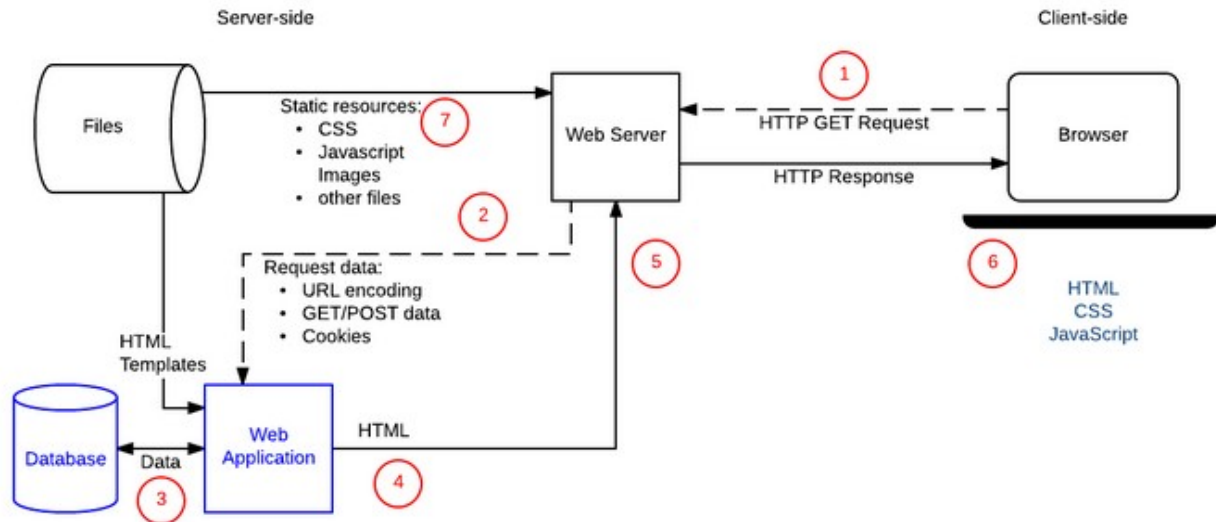 Server-side
Client-side
Files
Static resources:
• CSS
• Javascript
Images
• other files
7
Web Server
1
HTTP GET Request
HTTP Response
Browser
2
Request data:
• URL encoding
• GET/POST data
• Cookies
5
6
HTML
CSS
JavaScript
HTML
Templates
Database
Data
3
Web
Application
HTML
4